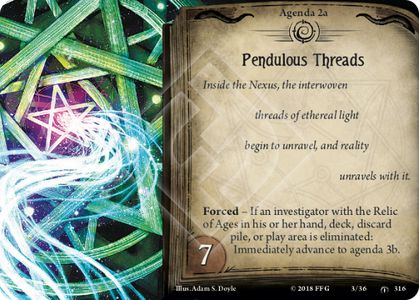 Agenda 2a
Pendulous Threads
Inside the Nexus, the interwoven
threads of ethereal light
begin to unravel, and reality
unravels with it.
Forced – If an investigator with the Relic
of Ages in his or her hand, deck, discard
pile, or play area is eliminated:
Immediately advance to agenda 3b.
7
Illus. Adam S. Doyle
© 2018 FFG
3/36
316